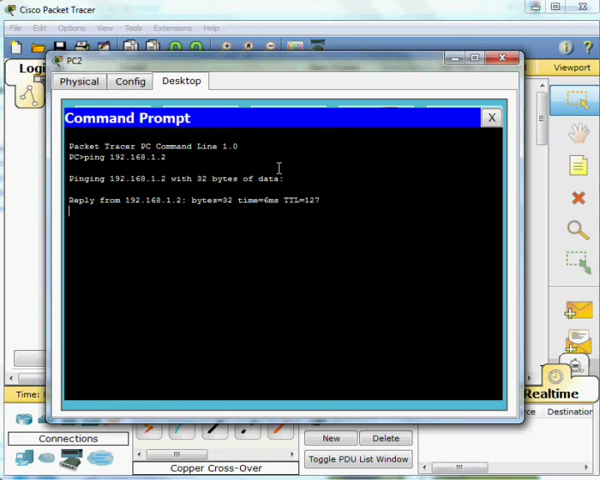 Cisco Packet Tracer
File Edit Options View Tools Extensions Help
i ?
PC2
Viewport
Physical Config Desktop
Command Prompt
X
Packet Tracer PC Command Line 1.0
PC>ping 192.168.1.2
Pinging 192.168.1.2 with 32 bytes of data:
Reply from 192.168.1.2: bytes=32 time=6ms TTL=127
Time:
Realtime
Destination
Connections
New Delete
Toggle PDU List Window
Copper Cross-Over